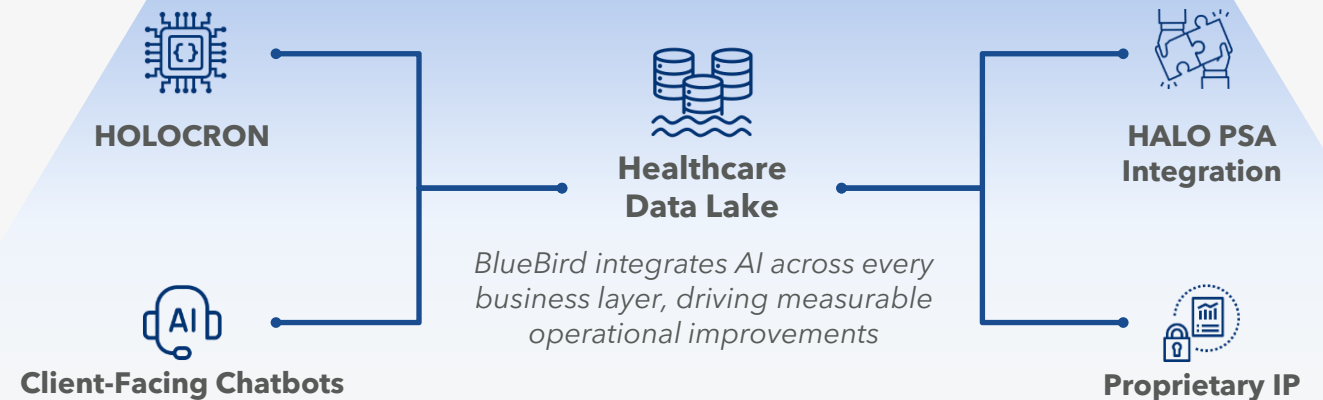 {}
HOLOCRON
Healthcare
Data Lake
HALO PSA
Integration
BlueBird integrates AI across every
business layer, driving measurable
operational improvements
AI
Client-Facing Chatbots
Proprietary IP